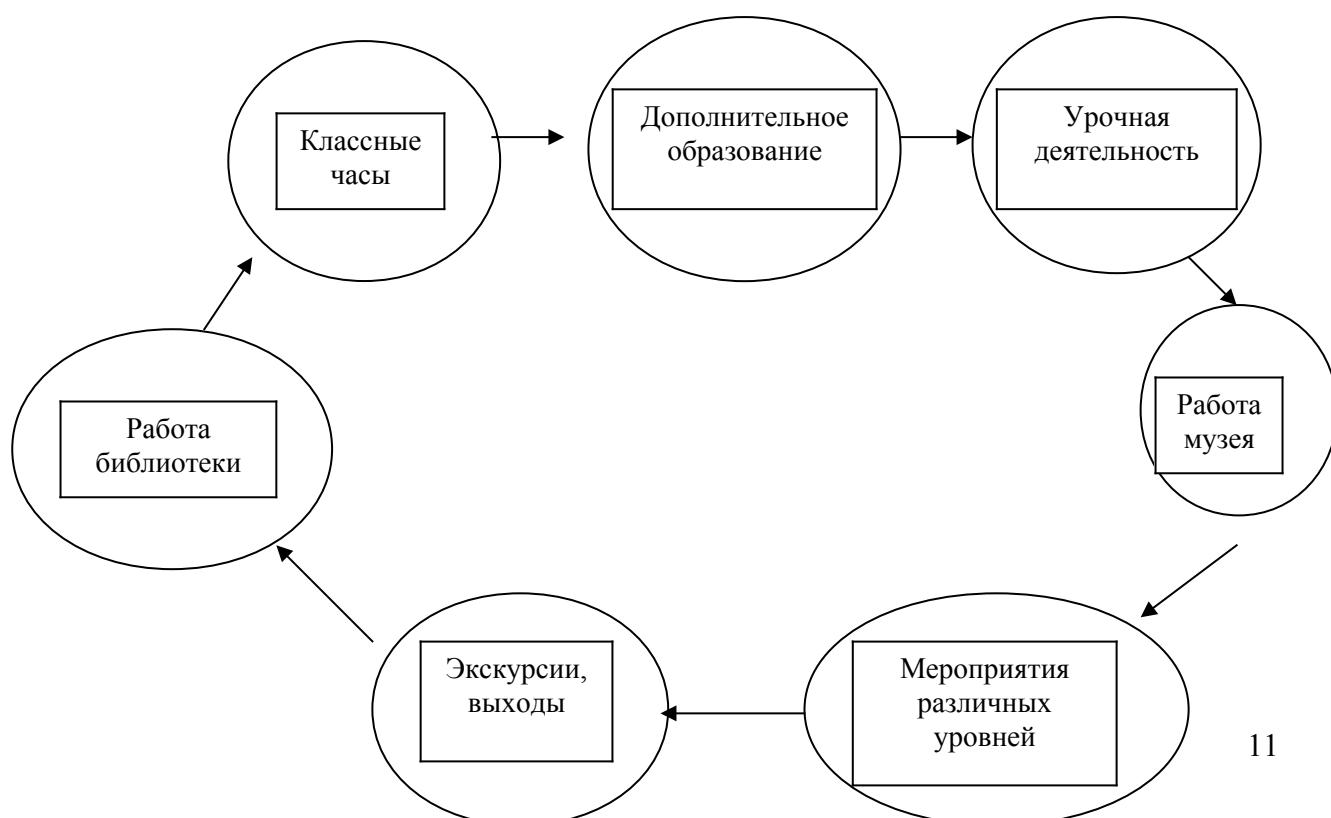 Классные
часы
Дополнительное
образование
Урочная
деятельность
Работа
библиотеки
Работа
музея
Экскурсии,
выходы
Мероприятия
различных
уровней
11